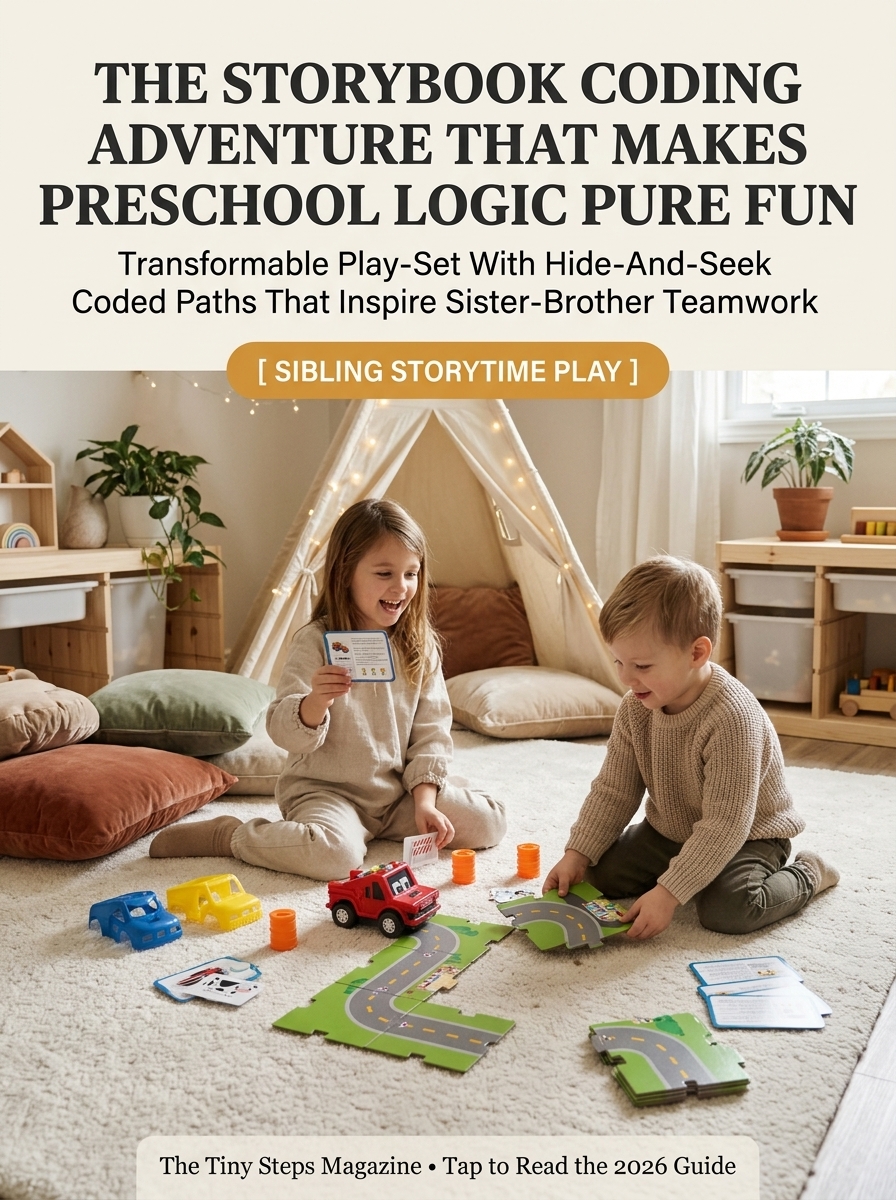 THE STORYBOOK CODING
ADVENTURE THAT MAKES
PRESCHOOL LOGIC PURE FUN
Transformable Play-Set With Hide-And-Seek
Coded Paths That Inspire Sister-Brother Teamwork
[ SIBLING STORYTIME PLAY ]
The Tiny Steps Magazine • Tap to Read the 2026 Guide